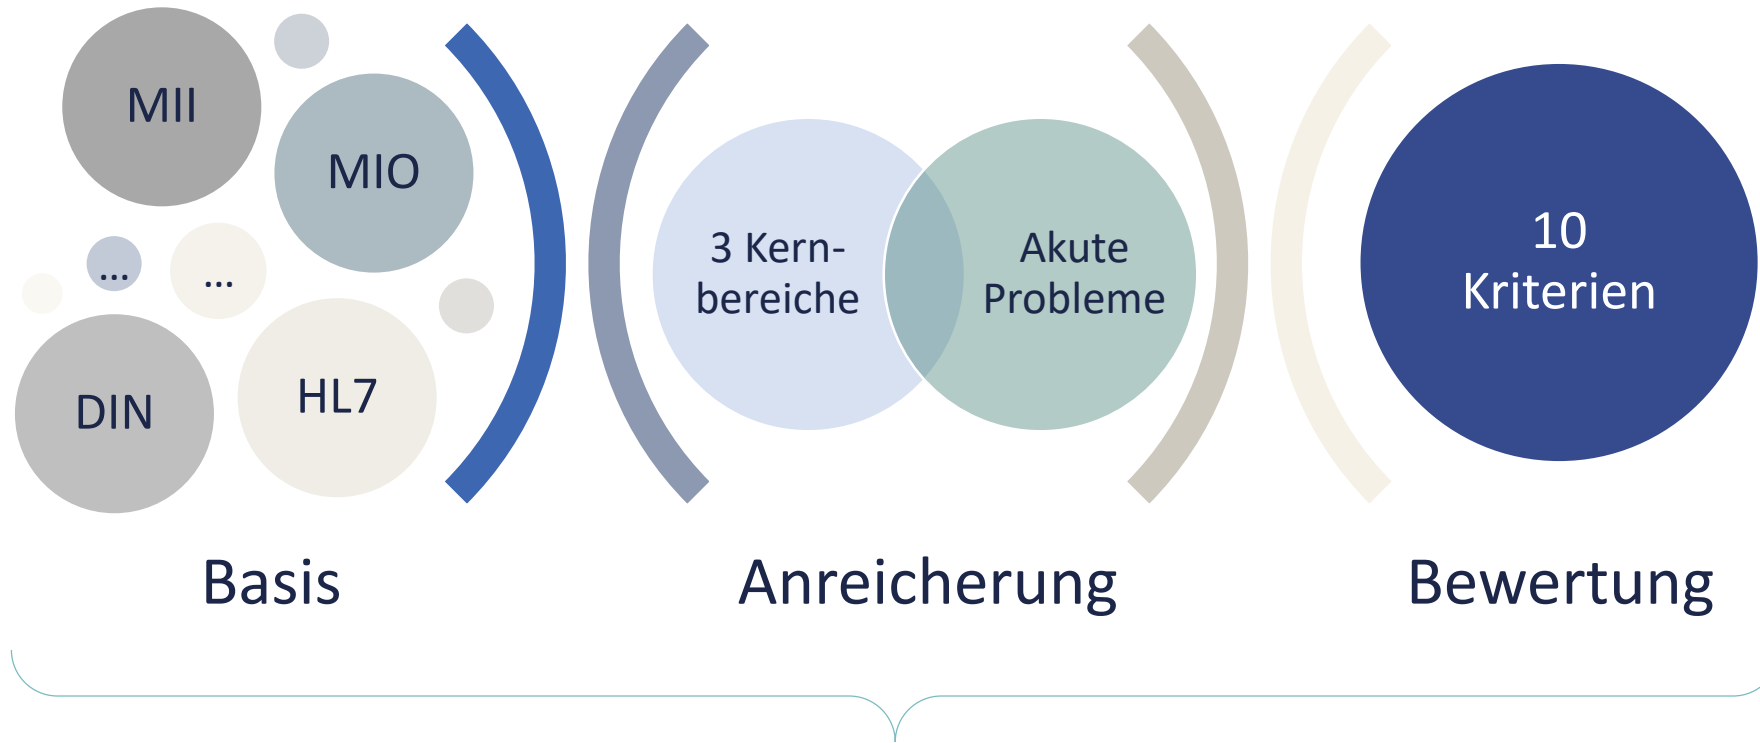 MII
MIO
...
...
DIN
HL7
3 Kern-
bereiche
Akute
Probleme
10
Kriterien
Basis
Anreicherung
Bewertung